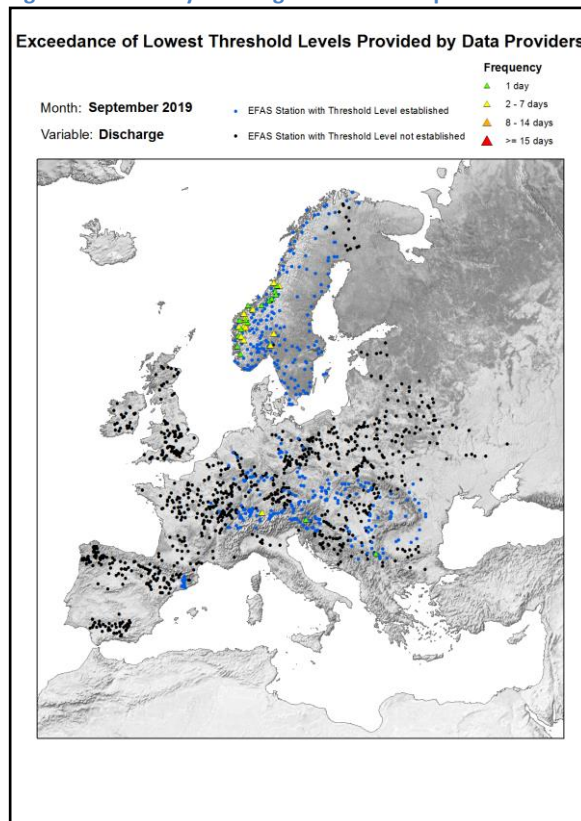 Exceedance of Lowest Threshold Levels Provided by Data Providers
Frequency
1 day
Month: September 2019
EFAS Station with Threshold Level established
2 - 7 days
8 - 14 days
Variable: Discharge
EFAS Station with Threshold Level not established
>= 15 days